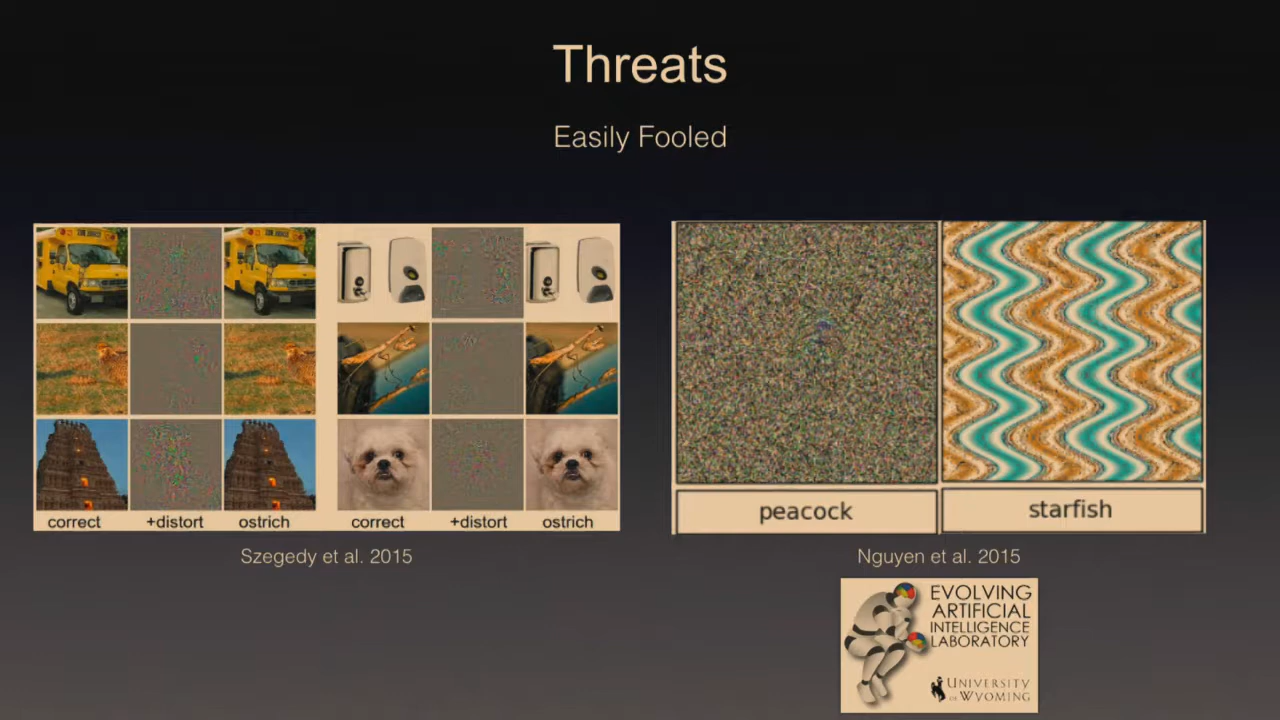 Threats
Easily Fooled
correct +distort ostrich correct +distort ostrich
Szegedy et al. 2015
peacock starfish
Nguyen et al. 2015
EVOLVING
ARTIFICIAL
INTELLIGENCE
LABORATORY
UNIVERSITY
OF WYOMING